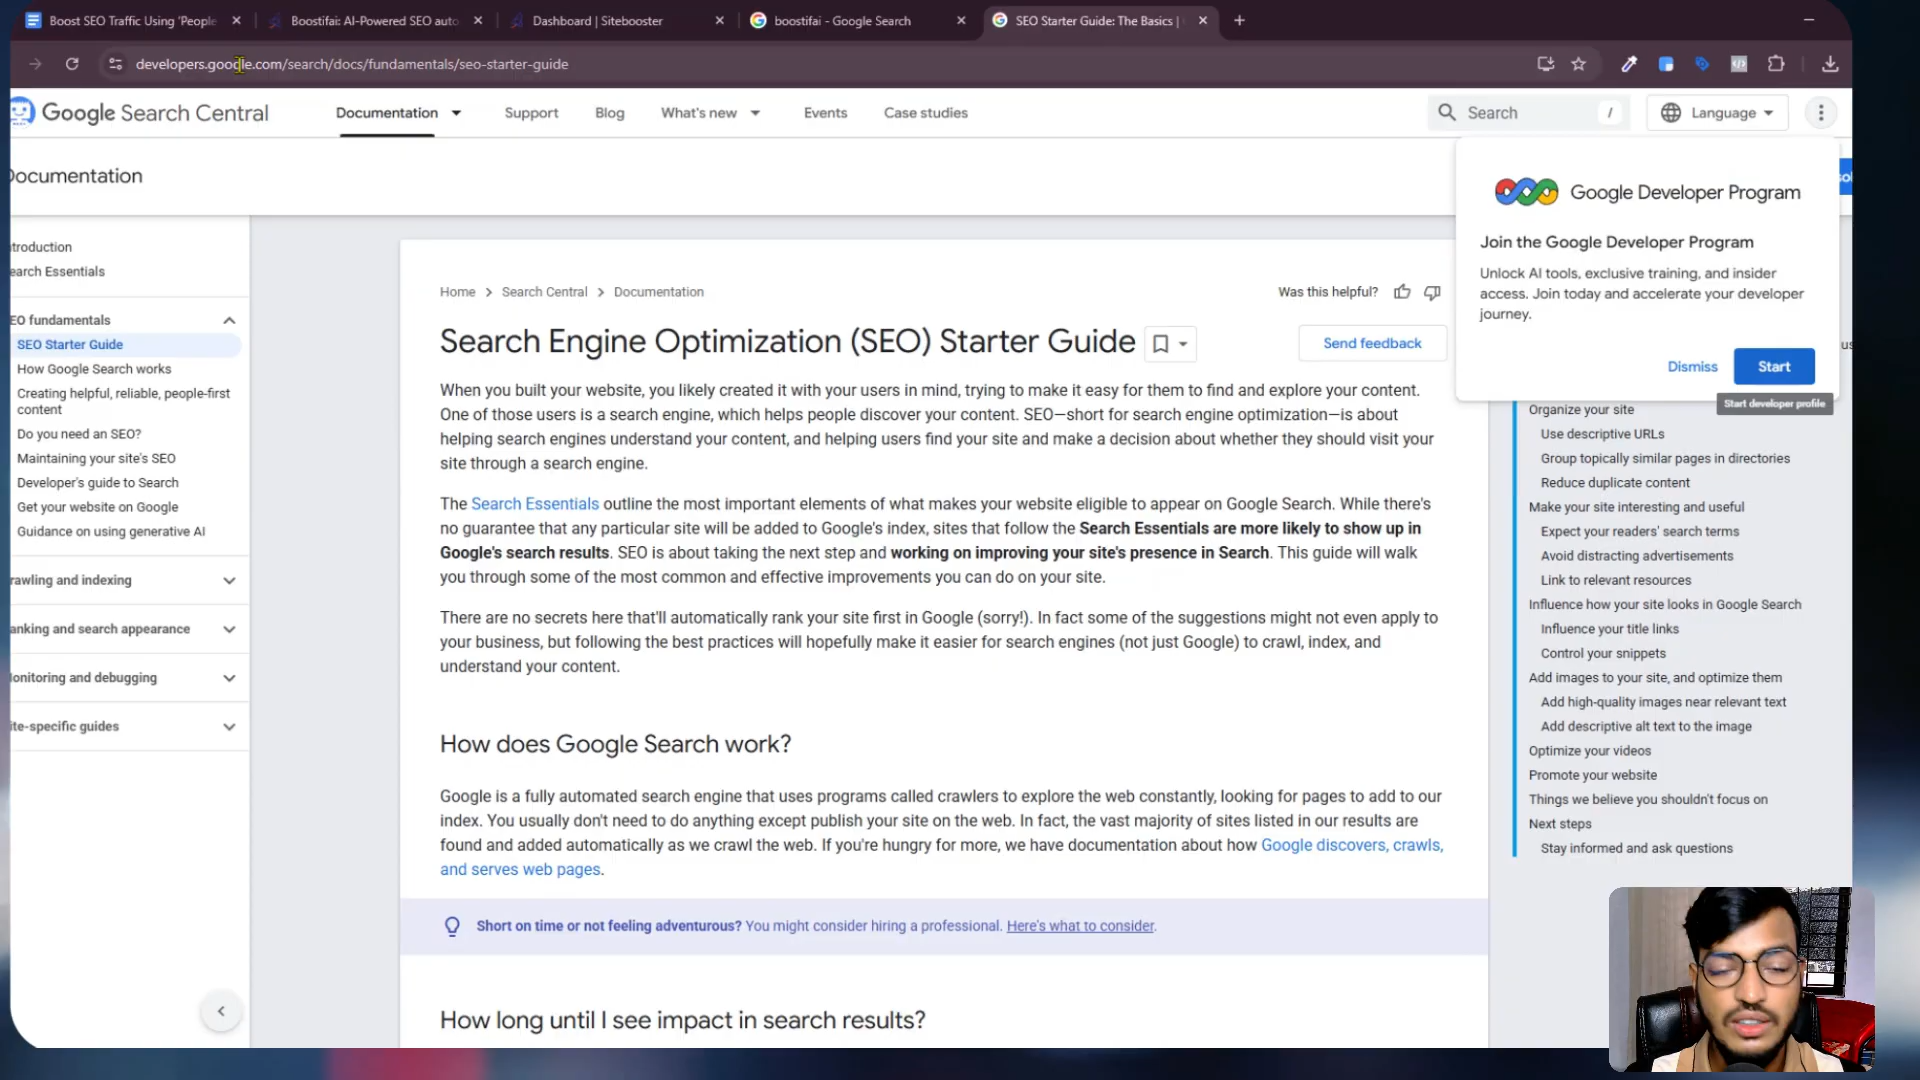 Boost SEO Traffic Using 'People
Boostifai: AI-Powered SEO auto
Dashboard | Sitebooster
boostifai - Google Search
SEO Starter Guide: The Basics |
developers.google.com/search/docs/fundamentals/seo-starter-guide
Google Search Central
Documentation
Support
Blog
What's new
Events
Case studies
Search
/
Language
Documentation
Google Developer Program
Join the Google Developer Program
Unlock AI tools, exclusive training, and insider
access. Join today and accelerate your developer
journey.
Dismiss
Start
Start developer profile
ntroduction
earch Essentials
EO fundamentals
SEO Starter Guide
How Google Search works
Creating helpful, reliable, people-first
content
Do you need an SEO?
Maintaining your site's SEO
Developer's guide to Search
Get your website on Google
Guidance on using generative AI
rawling and indexing
anking and search appearance
onitoring and debugging
ite-specific guides
Home > Search Central > Documentation
Was this helpful?
Search Engine Optimization (SEO) Starter Guide
Send feedback
When you built your website, you likely created it with your users in mind, trying to make it easy for them to find and explore your content.
One of those users is a search engine, which helps people discover your content. SEO—short for search engine optimization—is about
helping search engines understand your content, and helping users find your site and make a decision about whether they should visit your
site through a search engine.
The Search Essentials outline the most important elements of what makes your website eligible to appear on Google Search. While there's
no guarantee that any particular site will be added to Google's index, sites that follow the Search Essentials are more likely to show up in
Google's search results. SEO is about taking the next step and working on improving your site's presence in Search. This guide will walk
you through some of the most common and effective improvements you can do on your site.
There are no secrets here that'll automatically rank your site first in Google (sorry!). In fact some of the suggestions might not even apply to
your business, but following the best practices will hopefully make it easier for search engines (not just Google) to crawl, index, and
understand your content.
How does Google Search work?
Google is a fully automated search engine that uses programs called crawlers to explore the web constantly, looking for pages to add to our
index. You usually don't need to do anything except publish your site on the web. In fact, the vast majority of sites listed in our results are
found and added automatically as we crawl the web. If you're hungry for more, we have documentation about how Google discovers, crawls,
and serves web pages.
Short on time or not feeling adventurous? You might consider hiring a professional. Here's what to consider.
How long until I see impact in search results?
Organize your site
Use descriptive URLs
Group topically similar pages in directories
Reduce duplicate content
Make your site interesting and useful
Expect your readers' search terms
Avoid distracting advertisements
Link to relevant resources
Influence how your site looks in Google Search
Influence your title links
Control your snippets
Add images to your site, and optimize them
Add high-quality images near relevant text
Add descriptive alt text to the image
Optimize your videos
Promote your website
Things we believe you shouldn't focus on
Next steps
Stay informed and ask questions